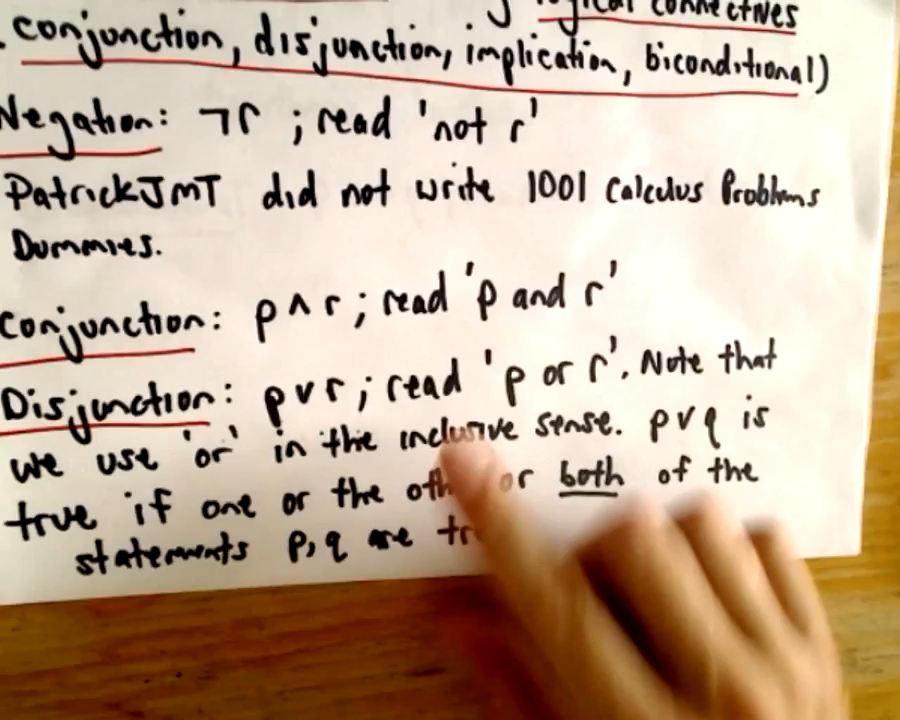 connectives
conjunction, disjunction, implication, biconditional)
Negation: ¬r ; read 'not r'
PatrickJMT did not write 1001 Calculus Problems
Dummies.
Conjunction: p ∧ r ; read 'p and r'
Disjunction: p ∨ r ; read 'p or r'. Note that
we use 'or' in the inclusive sense. p ∨ q is
true if one or the or both of the
statements p, q are